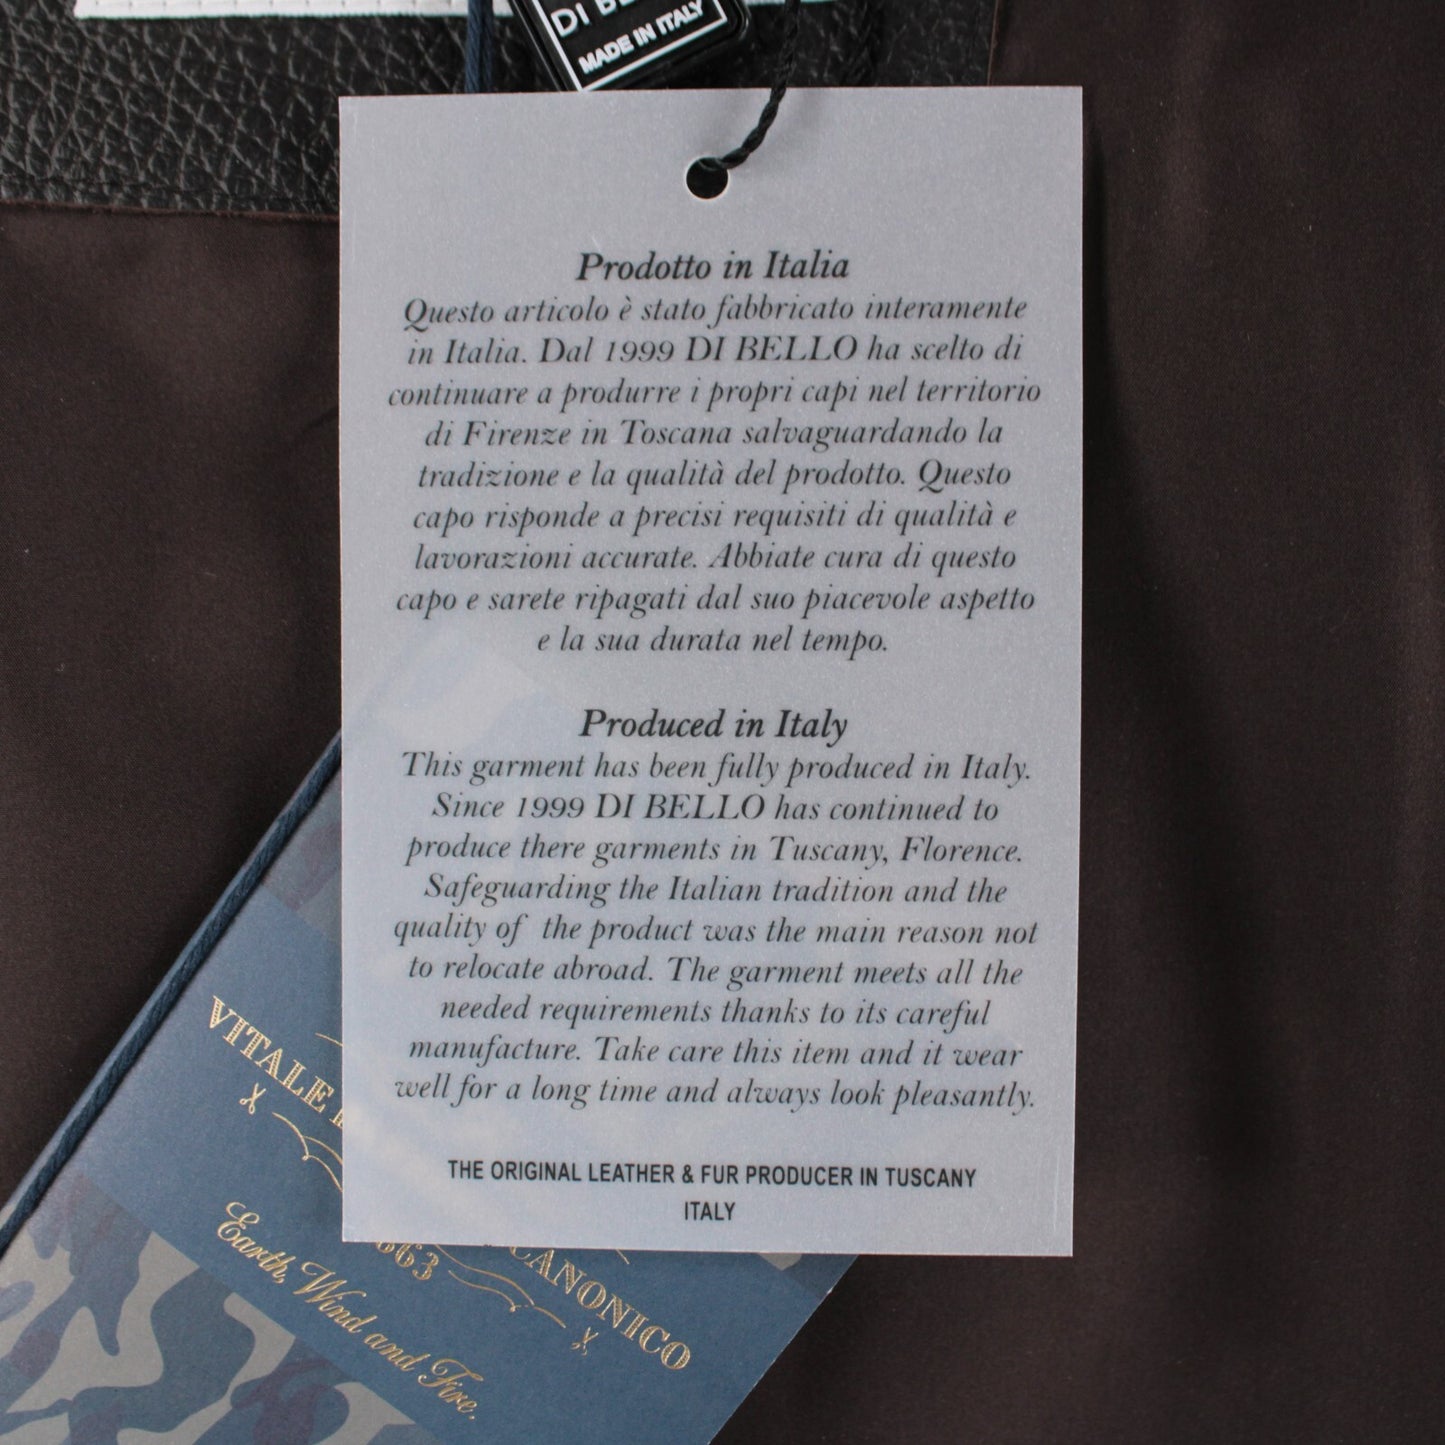 DI
MADE IN ITALY
Prodotto in Italia
Questo articolo è stato fabbricato interamente
in Italia. Dal 1999 DI BELLO ha scelto di
continuare a produrre i propri capi nel territorio
di Firenze in Toscana salvaguardando la
tradizione e la qualità del prodotto. Questo
capo risponde a precisi requisiti di qualità e
lavorazioni accurate. Abbiate cura di questo
capo e sarete ripagati dal suo piacevole aspetto
e la sua durata nel tempo.
Produced in Italy
This garment has been fully produced in Italy.
Since 1999 DI BELLO has continued to
produce there garments in Tuscany, Florence.
Safeguarding the Italian tradition and the
quality of the product was the main reason not
to relocate abroad. The garment meets all the
needed requirements thanks to its careful
manufacture. Take care this item and it wear
well for a long time and always look pleasantly.
THE ORIGINAL LEATHER & FUR PRODUCER IN TUSCANY
ITALY
VITALE
CANONICO
663
Earth, Wind and Fire.